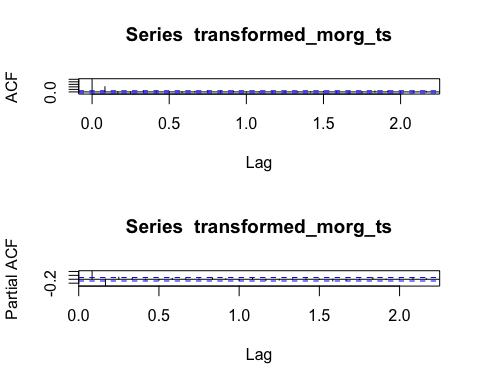 Series transformed_morg_ts
ACF
0.0
0.0 0.5 1.0 1.5 2.0
Lag
Series transformed_morg_ts
Partial ACF
-0.2
0.0 0.5 1.0 1.5 2.0
Lag